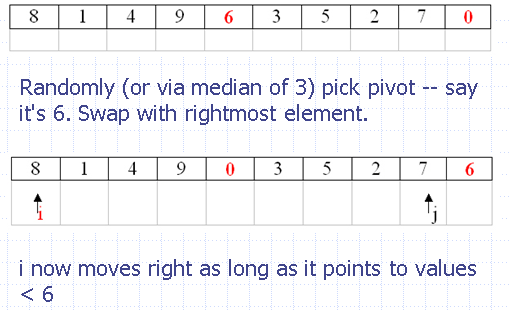 8 1 4 9 6 3 5 2 7 0
Randomly (or via median of 3) pick pivot -- say
it's 6. Swap with rightmost element.
8 1 4 9 0 3 5 2 7 6
i j
i now moves right as long as it points to values
< 6